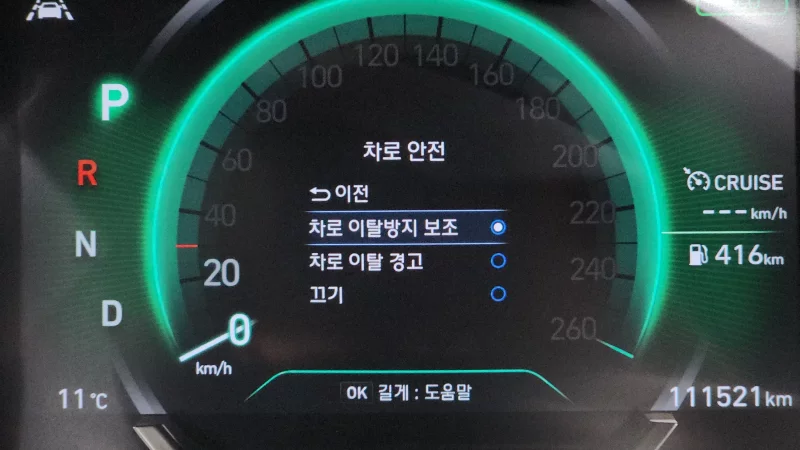 P
R
N
D
11℃
0
20
40
60
80
100
120
140
160
180
200
220
240
260
km/h
차로 안전
이전
차로 이탈방지 보조
차로 이탈 경고
끄기
OK 길게 : 도움말
CRUISE
---km/h
416km
111521km